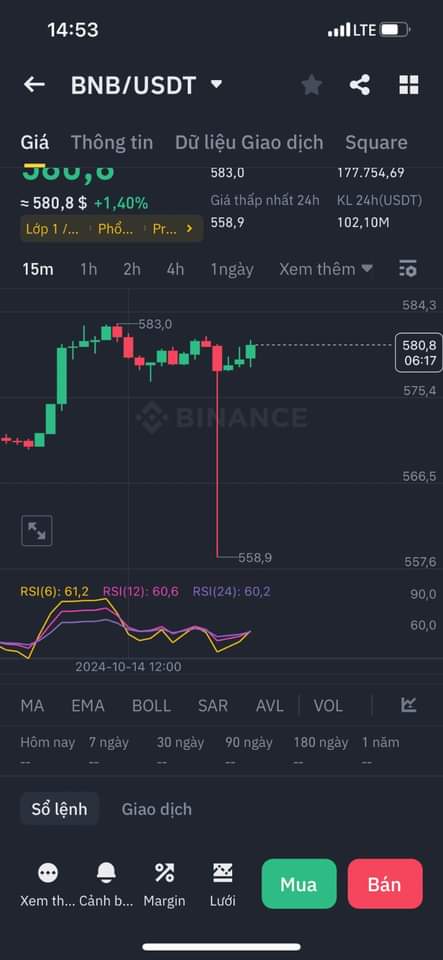 14:53
LTE
BNB/USDT
Giá Thông tin Dữ liệu Giao dịch Square
580,8 583,0 177.754,69
≈ 580,8 $ +1,40% Giá thấp nhất 24h KL 24h(USDT)
Lớp 1 /... Phổ... Pr... 558,9 102,10M
15m 1h 2h 4h 1ngày Xem thêm
584,3
583,0
580,8
06:17
575,4
BINANCE
566,5
558,9
557,6
RSI(6): 61,2 RSI(12): 60,6 RSI(24): 60,2 90,0
60,0
2024-10-14 12:00
MA EMA BOLL SAR AVL VOL
Hôm nay 7 ngày 30 ngày 90 ngày 180 ngày 1 năm
-- -- -- -- -- --
Sổ lệnh Giao dịch
Xem th... Cảnh b... Margin Lưới Mua Bán